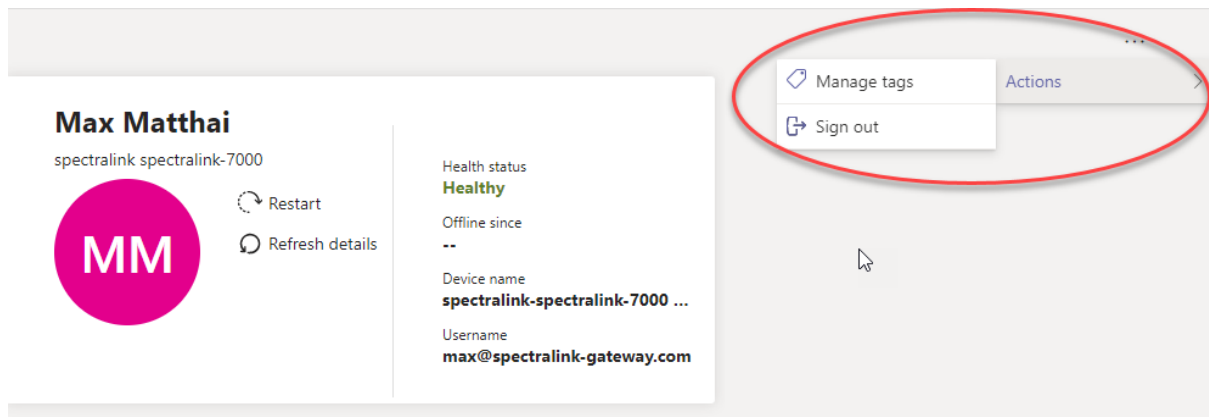 ...
Manage tags
Actions
Sign out
Max Matthai
spectralink spectralink-7000
MM
Restart
Refresh details
Health status
Healthy
Offline since
--
Device name
spectralink-spectralink-7000 ...
Username
max@spectralink-gateway.com